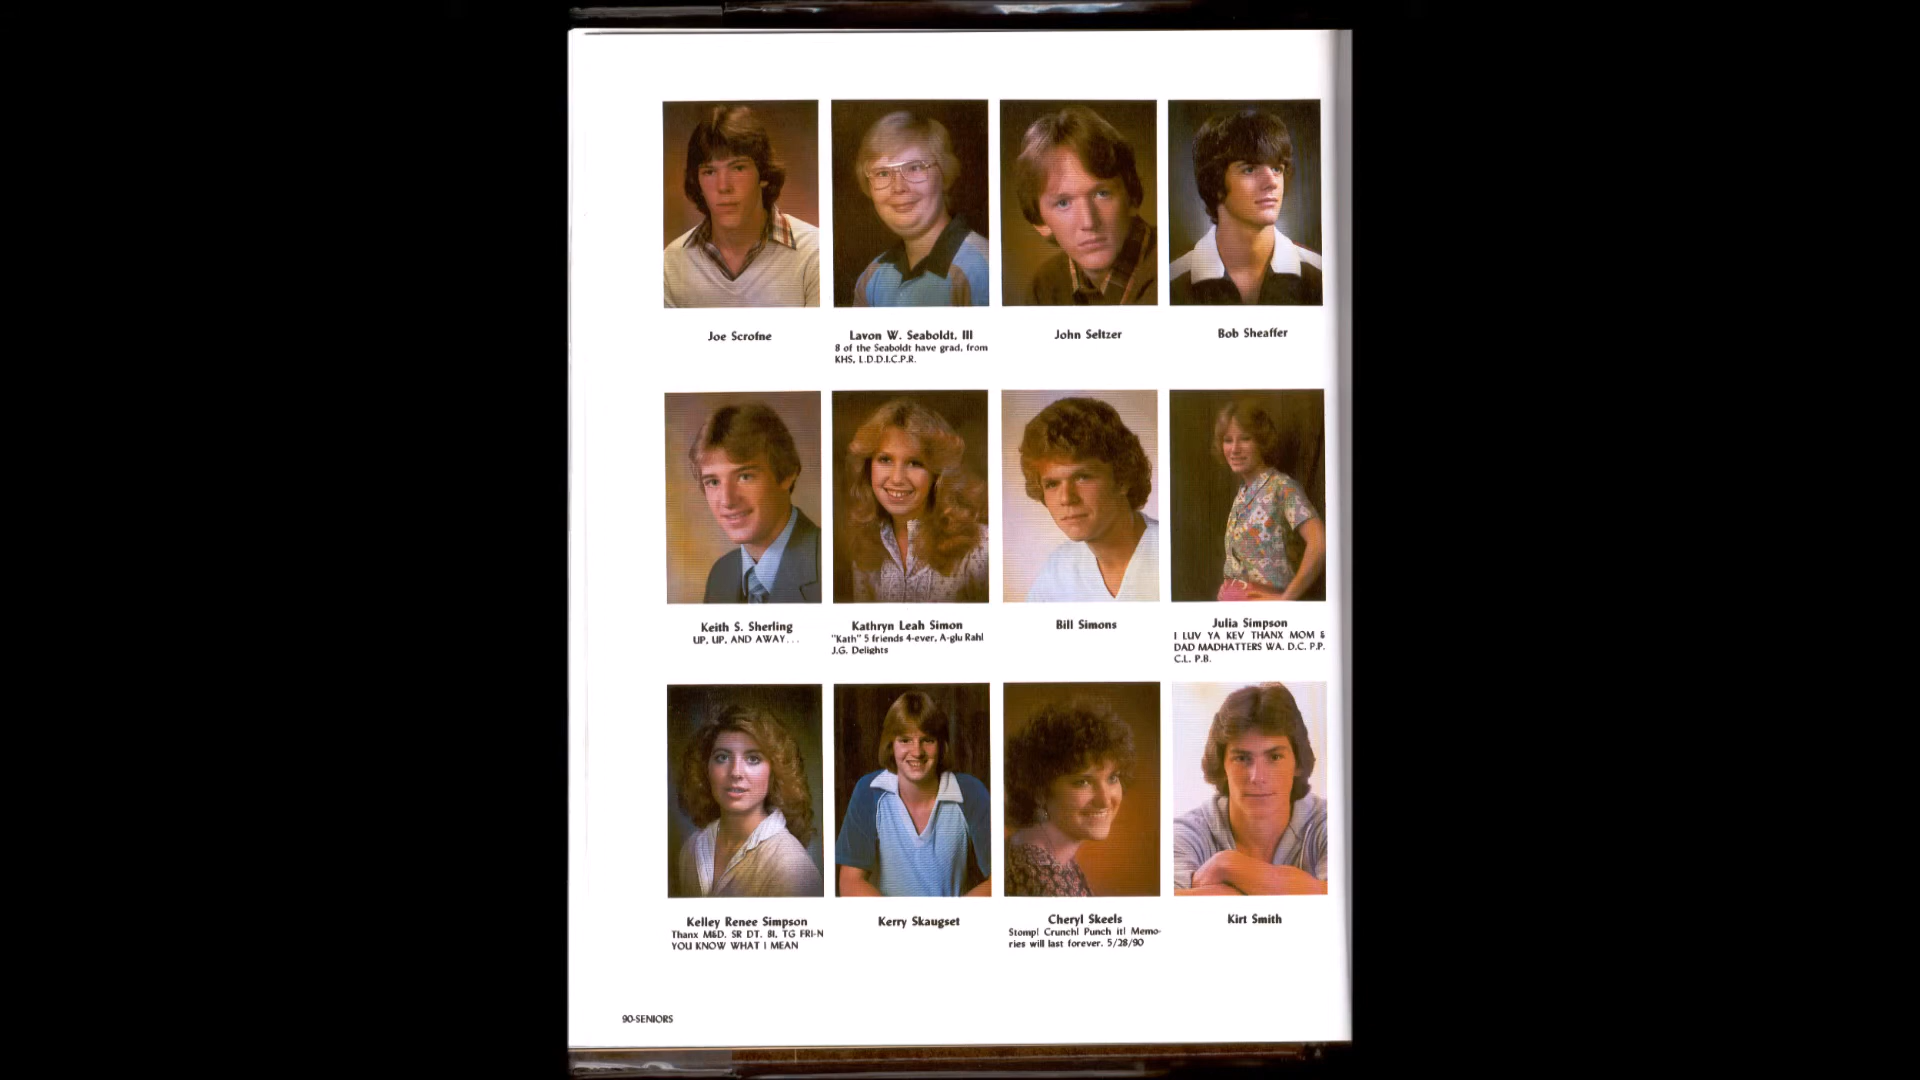 Joe Scrofne
Lavon W. Seaboldt, III
8 of the Seaboldt have grad, from
KHS, L.D.D.I.C.P.R.
John Seltzer
Bob Sheaffer
Keith S. Sherling
UP, UP, AND AWAY...
Kathryn Leah Simon
"Kath" 5 friends 4-ever, A-glu Rahl
J.G. Delights
Bill Simons
Julia Simpson
I LUV YA KEV THANX MOM &
DAD MADHATTERS WA. D.C. P.P.
C.L. P.B.
Kelley Renee Simpson
Thanx M&D, SR DT, BI, TG FRI-N
YOU KNOW WHAT I MEAN
Kerry Skaugset
Cheryl Skeels
Stomp! Crunch! Punch it! Memo-
ries will last forever. 5/28/90
Kirt Smith
90-SENIORS